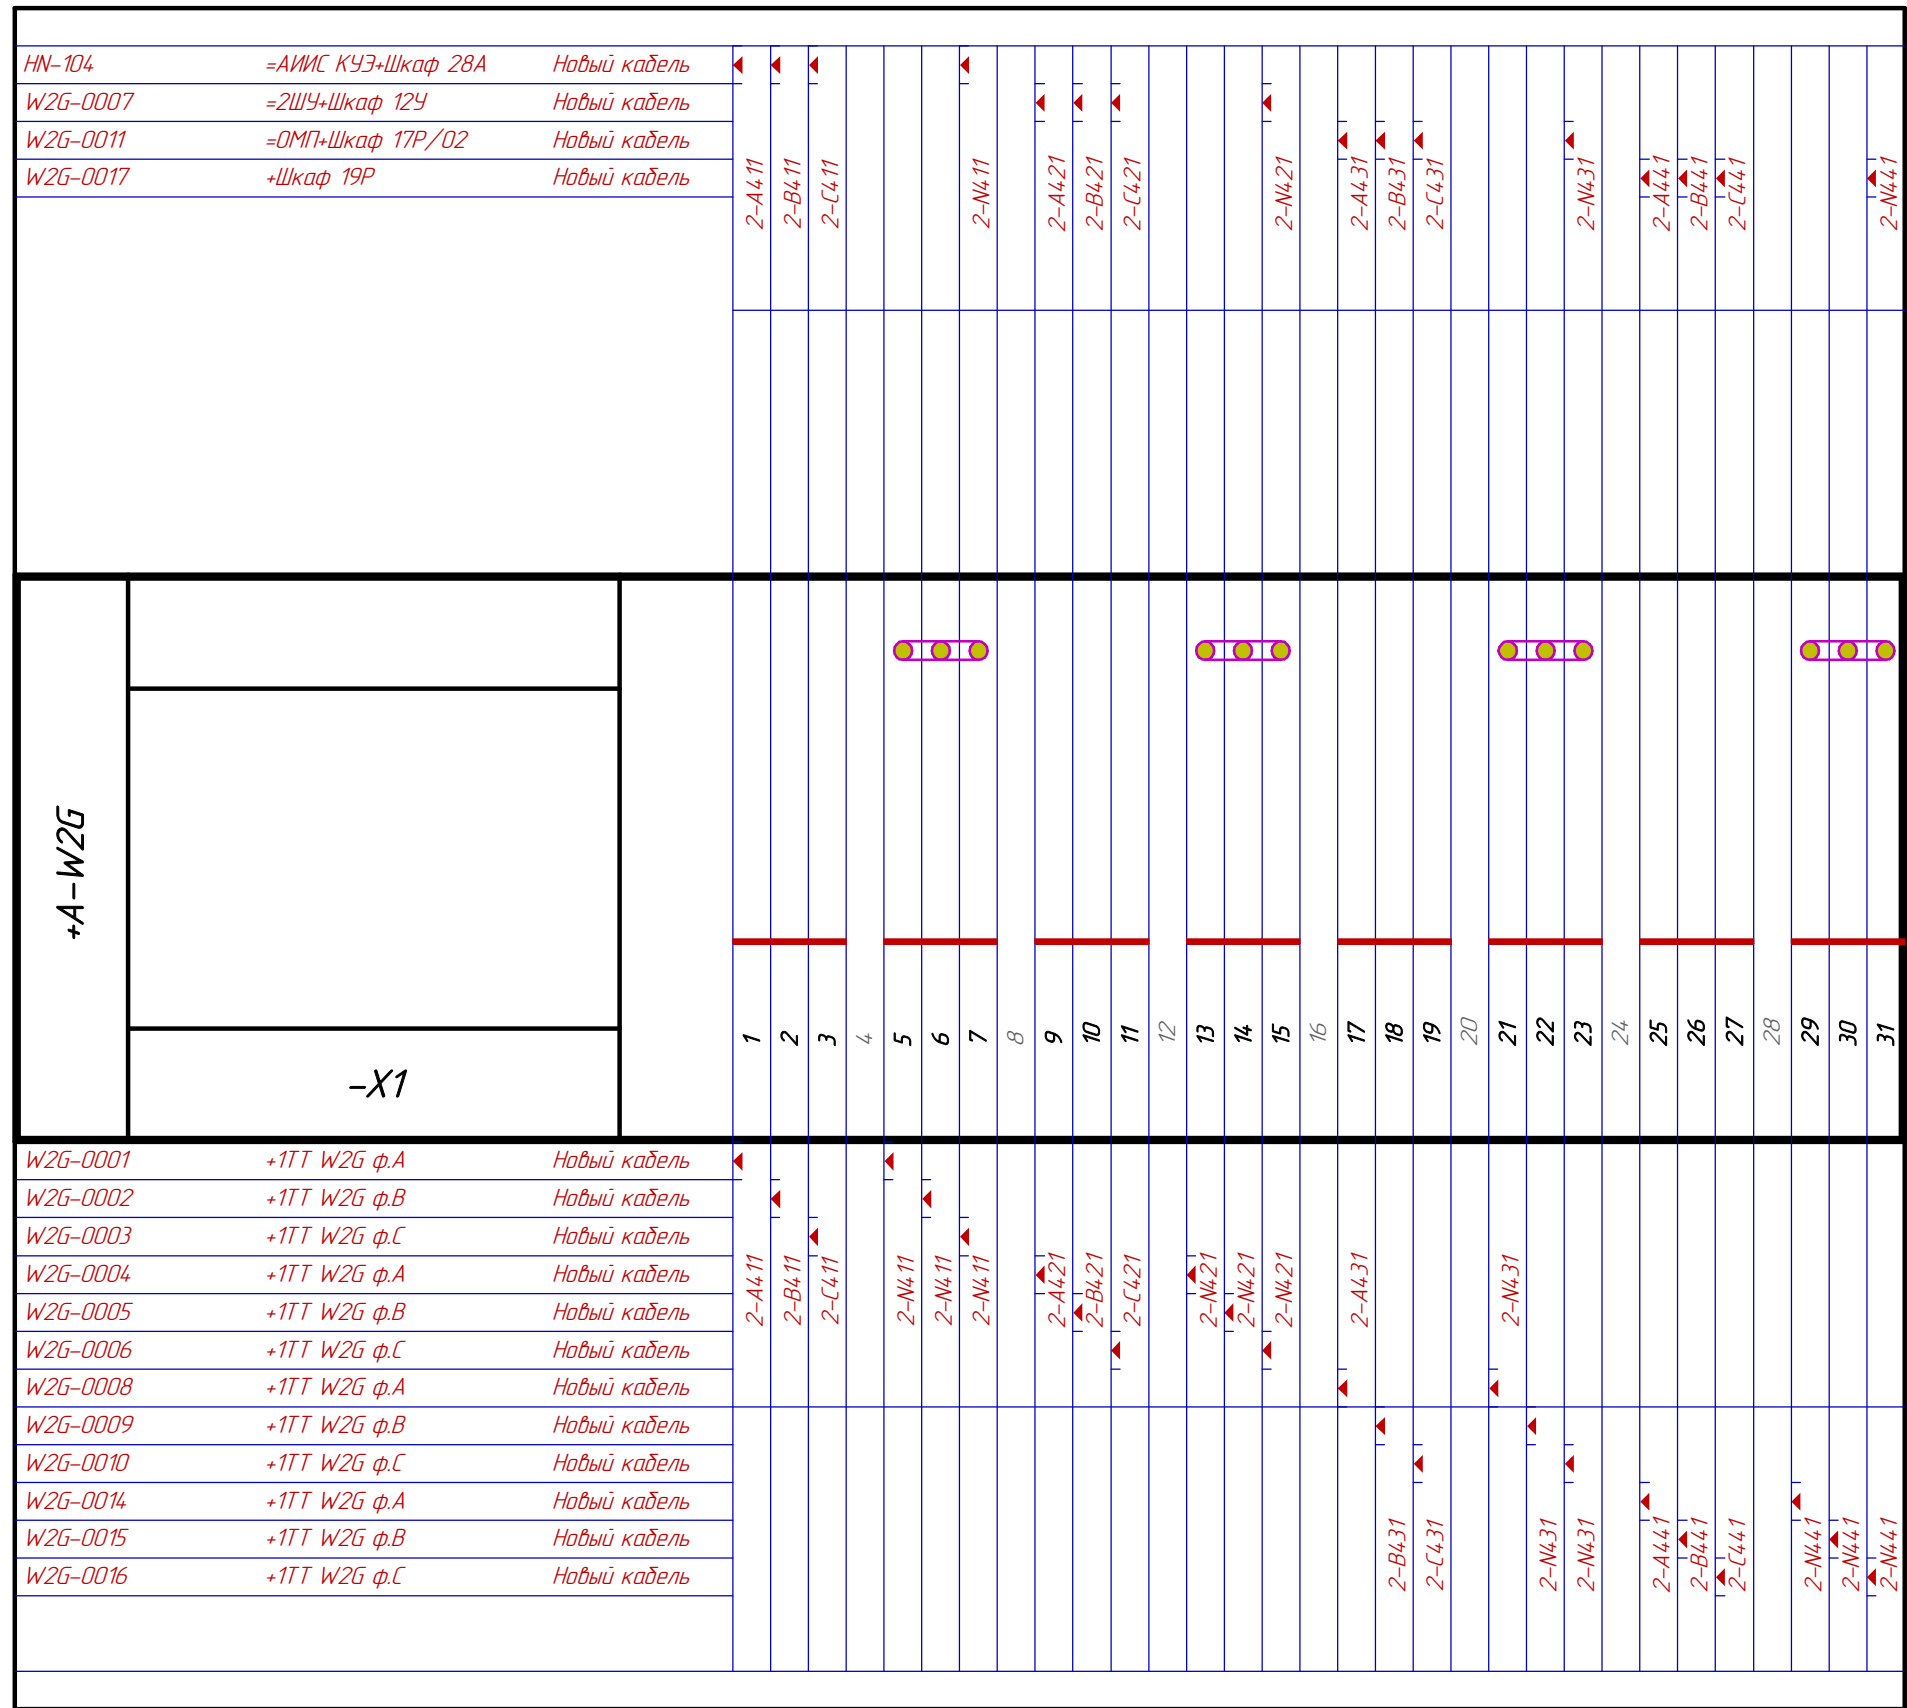 HN-104 =АИИС КУЭ+Шкаф 28А Новый кабель
W2G-0007 =2ШУ+Шкаф 12У Новый кабель
W2G-0011 =ОМП+Шкаф 17Р/02 Новый кабель
W2G-0017 +Шкаф 19Р Новый кабель
2-A411 2-B411 2-C411 2-N411 2-A421 2-B421 2-C421 2-N421 2-A431 2-B431 2-C431 2-N431 2-A441 2-B441 2-C441 2-N441
+A-W2G
1 2 3 4 5 6 7 8 9 10 11 12 13 14 15 16 17 18 19 20 21 22 23 24 25 26 27 28 29 30 31
-X1
W2G-0001 +1ТТ W2G ф.А Новый кабель
W2G-0002 +1ТТ W2G ф.В Новый кабель
W2G-0003 +1ТТ W2G ф.С Новый кабель
W2G-0004 +1ТТ W2G ф.А Новый кабель
W2G-0005 +1ТТ W2G ф.В Новый кабель
W2G-0006 +1ТТ W2G ф.С Новый кабель
W2G-0008 +1ТТ W2G ф.А Новый кабель
W2G-0009 +1ТТ W2G ф.В Новый кабель
W2G-0010 +1ТТ W2G ф.С Новый кабель
W2G-0014 +1ТТ W2G ф.А Новый кабель
W2G-0015 +1ТТ W2G ф.В Новый кабель
W2G-0016 +1ТТ W2G ф.С Новый кабель
2-A411 2-B411 2-C411 2-N411 2-N411 2-N411 2-A421 2-B421 2-C421 2-N421 2-N421 2-N421 2-A431 2-N431
2-B431 2-C431 2-N431 2-N431 2-A441 2-B441 2-C441 2-N441 2-N441 2-N441